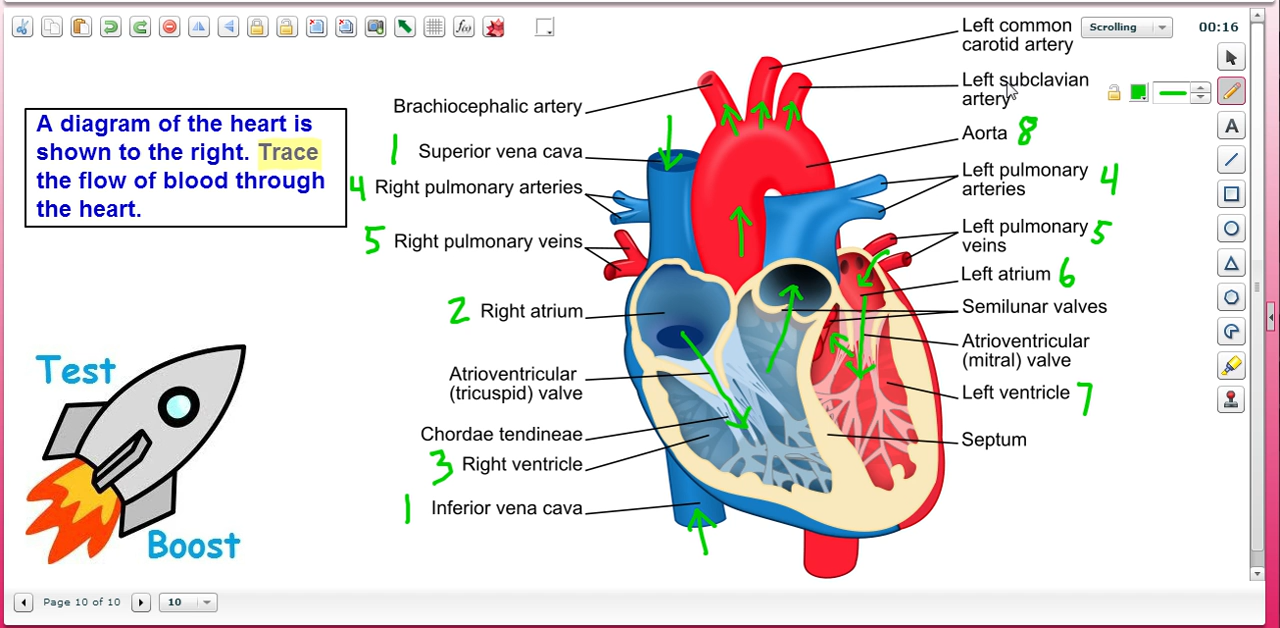 Scrolling
00:16
A diagram of the heart is
shown to the right. Trace
the flow of blood through
the heart.
Test
Boost
Brachiocephalic artery
1 Superior vena cava
4 Right pulmonary arteries
5 Right pulmonary veins
2 Right atrium
Atrioventricular
(tricuspid) valve
Chordae tendineae
3 Right ventricle
1 Inferior vena cava
Left common
carotid artery
Left subclavian
artery
Aorta 8
Left pulmonary
arteries 4
Left pulmonary
veins 5
Left atrium 6
Semilunar valves
Atrioventricular
(mitral) valve
Left ventricle 7
Septum
f(x)
A
Page 10 of 10
10